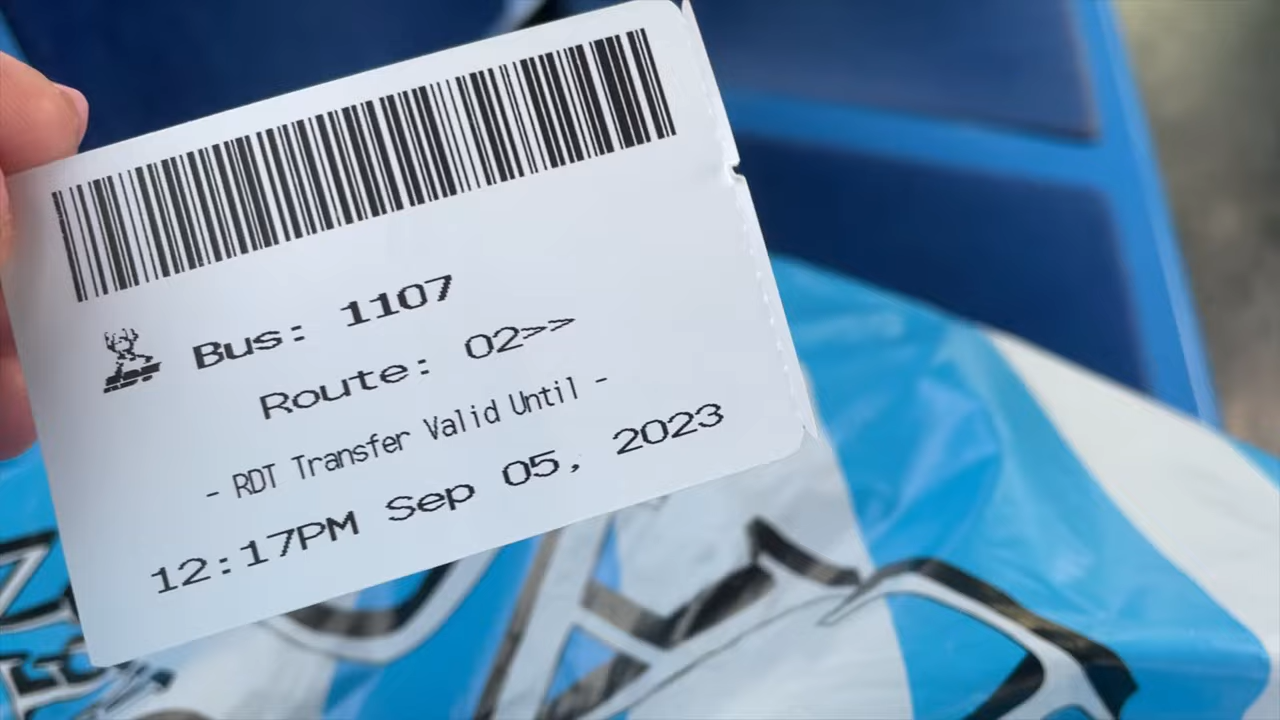 Bus: 1107
Route: 02>>
- RDT Transfer Valid Until -
12:17PM Sep 05, 2023